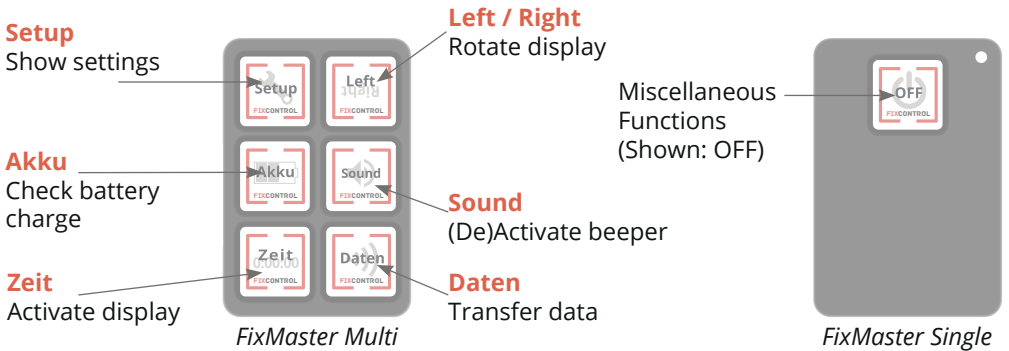 Setup
Show settings
Left / Right
Rotate display
Akku
Check battery
charge
Sound
(De)Activate beeper
Zeit
Activate display
Daten
Transfer data
Setup
FIXCONTROL
Left
Right
FIXCONTROL
Akku
FIXCONTROL
Sound
FIXCONTROL
Zeit
0:00:00
FIXCONTROL
Daten
FIXCONTROL
FixMaster Multi
Miscellaneous
Functions
(Shown: OFF)
OFF
FIXCONTROL
FixMaster Single